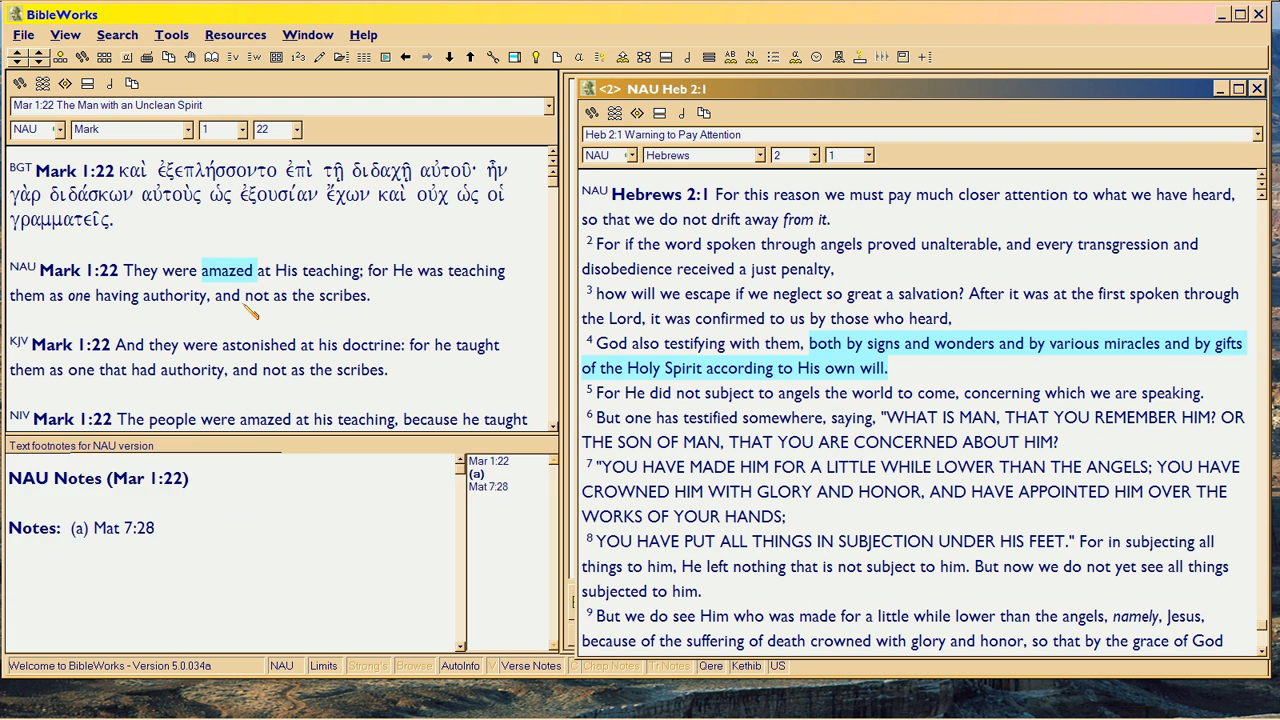 BibleWorks
File View Search Tools Resources Window Help
Mar 1:22 The Man with an Unclean Spirit
NAU Mark 1 22
BGT Mark 1:22 καὶ ἐξεπλήσσοντο ἐπὶ τῇ διδαχῇ αὐτοῦ· ἦν
γὰρ διδάσκων αὐτοὺς ὡς ἐξουσίαν ἔχων καὶ οὐχ ὡς οἱ
γραμματεῖς.
NAU Mark 1:22 They were amazed at His teaching; for He was teaching
them as one having authority, and not as the scribes.
KJV Mark 1:22 And they were astonished at his doctrine: for he taught
them as one that had authority, and not as the scribes.
NIV Mark 1:22 The people were amazed at his teaching, because he taught
Text footnotes for NAU version
NAU Notes (Mar 1:22)
Notes: (a) Mat 7:28
Mar 1:22
(a)
Mat 7:28
<2> NAU Heb 2:1
Heb 2:1 Warning to Pay Attention
NAU Hebrews 2 1
NAU Hebrews 2:1 For this reason we must pay much closer attention to what we have heard,
so that we do not drift away from it.
2 For if the word spoken through angels proved unalterable, and every transgression and
disobedience received a just penalty,
3 how will we escape if we neglect so great a salvation? After it was at the first spoken through
the Lord, it was confirmed to us by those who heard,
4 God also testifying with them, both by signs and wonders and by various miracles and by gifts
of the Holy Spirit according to His own will.
5 For He did not subject to angels the world to come, concerning which we are speaking.
6 But one has testified somewhere, saying, "WHAT IS MAN, THAT YOU REMEMBER HIM? OR
THE SON OF MAN, THAT YOU ARE CONCERNED ABOUT HIM?
7 "YOU HAVE MADE HIM FOR A LITTLE WHILE LOWER THAN THE ANGELS; YOU HAVE
CROWNED HIM WITH GLORY AND HONOR, AND HAVE APPOINTED HIM OVER THE
WORKS OF YOUR HANDS;
8 YOU HAVE PUT ALL THINGS IN SUBJECTION UNDER HIS FEET." For in subjecting all
things to him, He left nothing that is not subject to him. But now we do not yet see all things
subjected to him.
9 But we do see Him who was made for a little while lower than the angels, namely, Jesus,
because of the suffering of death crowned with glory and honor, so that by the grace of God
Welcome to BibleWorks - Version 5.0.034a NAU Limits Strong's Browse AutoInfo V Verse Notes C Chap Notes Tr Notes Qere Kethib US